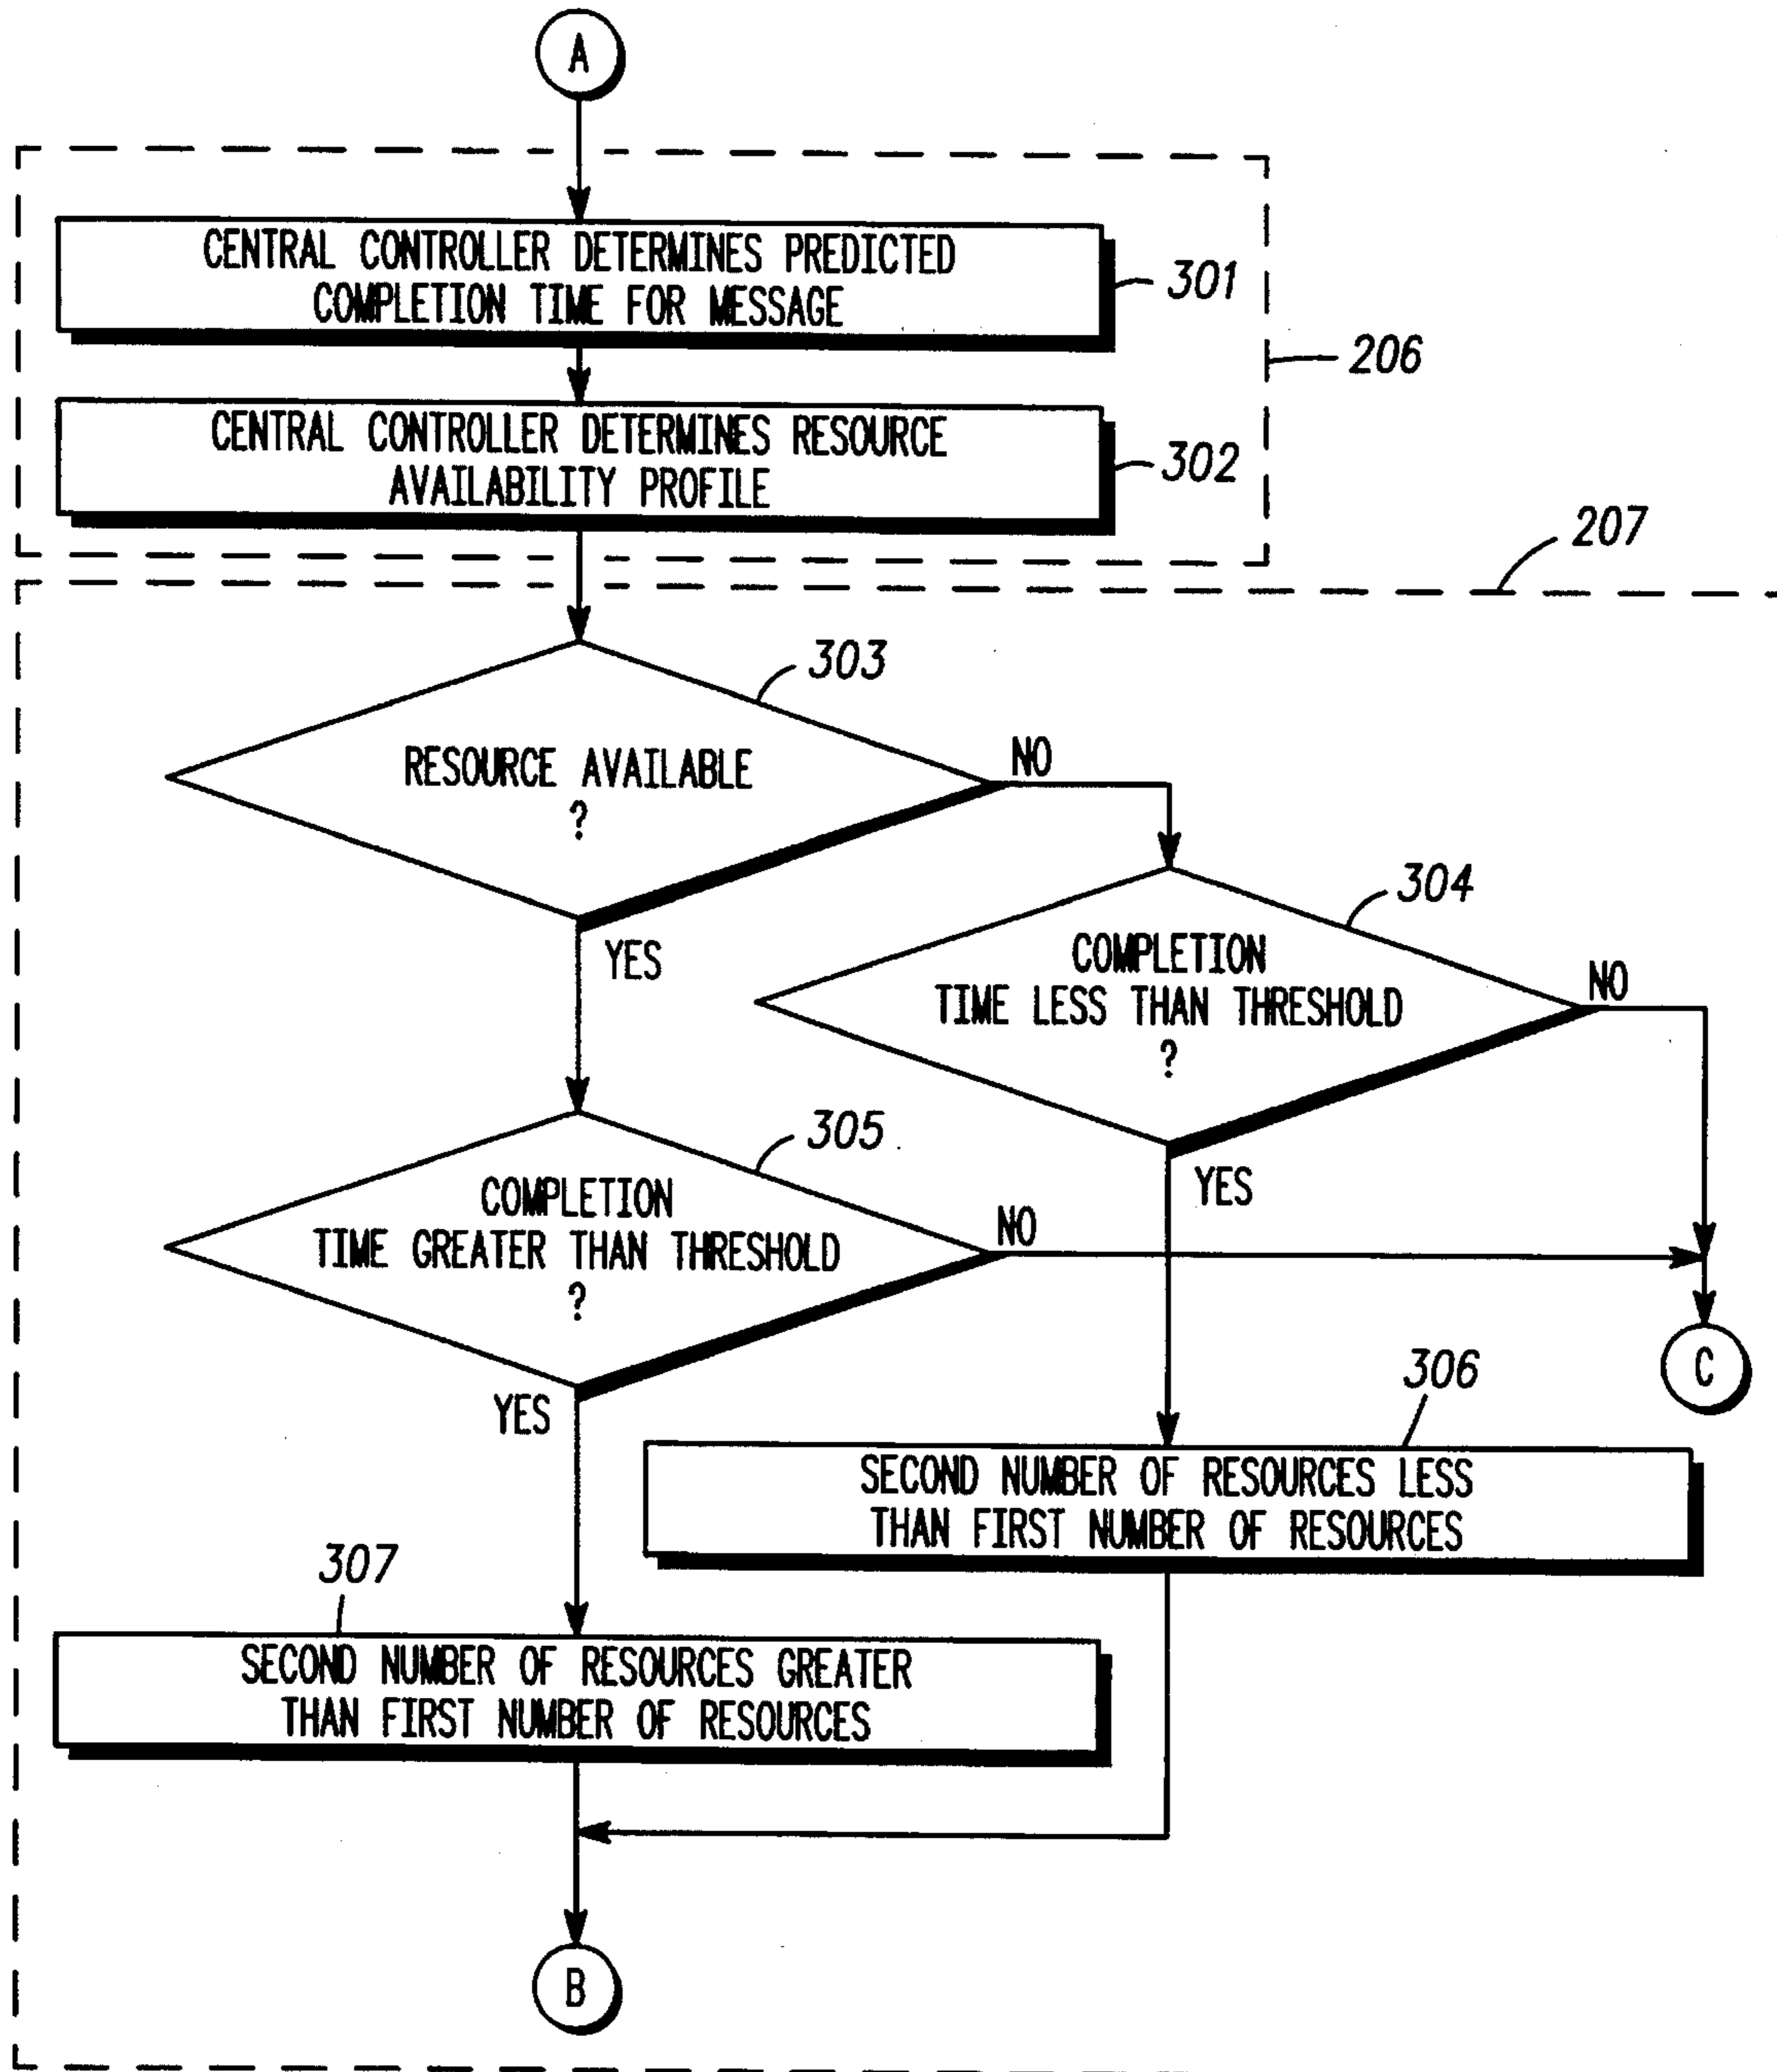 A
CENTRAL CONTROLLER DETERMINES PREDICTED
COMPLETION TIME FOR MESSAGE
301
206
CENTRAL CONTROLLER DETERMINES RESOURCE
AVAILABILITY PROFILE
302
207
303
RESOURCE AVAILABLE
?
NO
YES
304
COMPLETION
TIME LESS THAN THRESHOLD
?
NO
YES
305
COMPLETION
TIME GREATER THAN THRESHOLD
?
NO
YES
C
306
SECOND NUMBER OF RESOURCES LESS
THAN FIRST NUMBER OF RESOURCES
307
SECOND NUMBER OF RESOURCES GREATER
THAN FIRST NUMBER OF RESOURCES
B